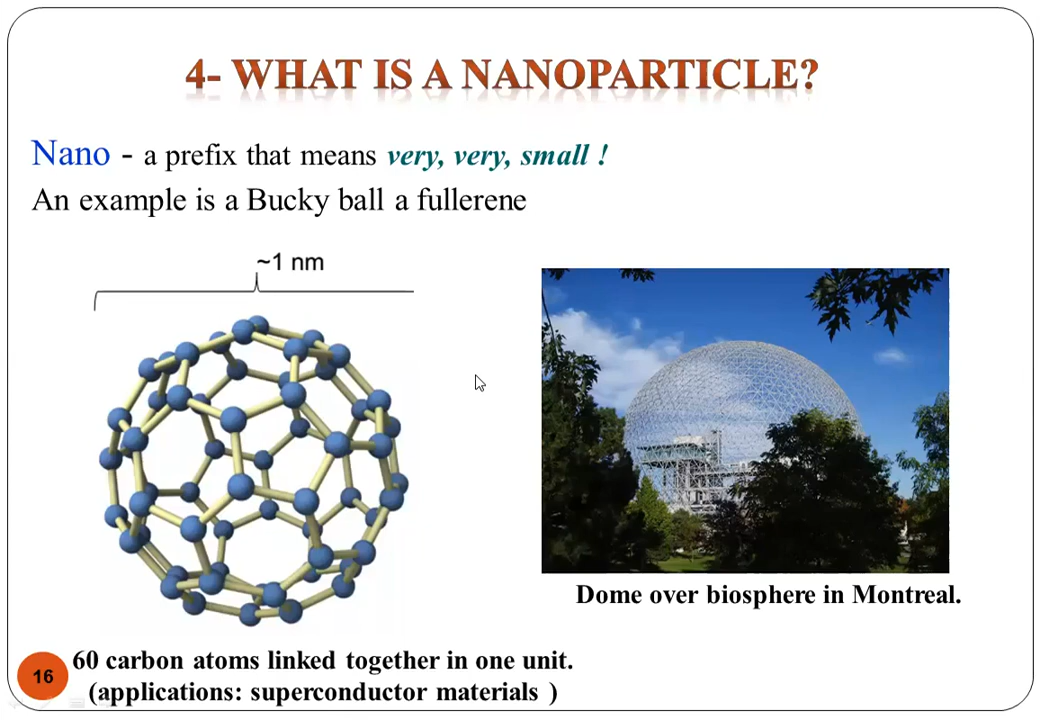 4- WHAT IS A NANOPARTICLE?
Nano - a prefix that means very, very, small !
An example is a Bucky ball a fullerene
~1 nm
Dome over biosphere in Montreal.
60 carbon atoms linked together in one unit.
(applications: superconductor materials )
16